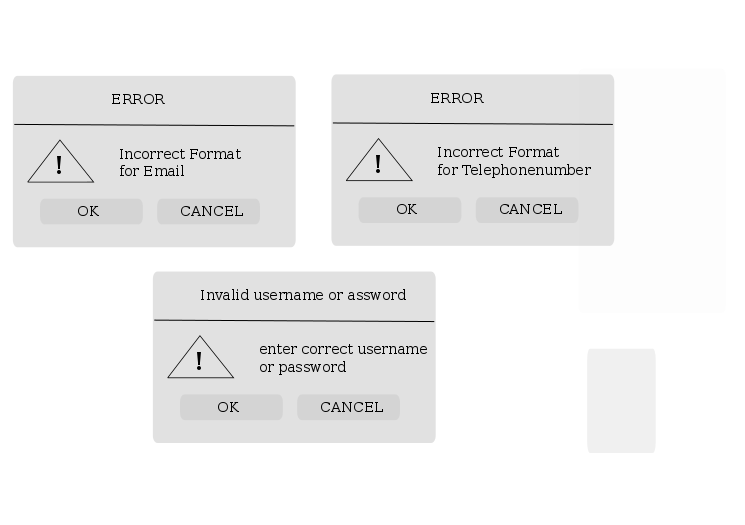 ERROR
!
Incorrect Format
for Email
OK
CANCEL
ERROR
!
Incorrect Format
for Telephonenumber
OK
CANCEL
Invalid username or assword
!
enter correct username
or password
OK
CANCEL